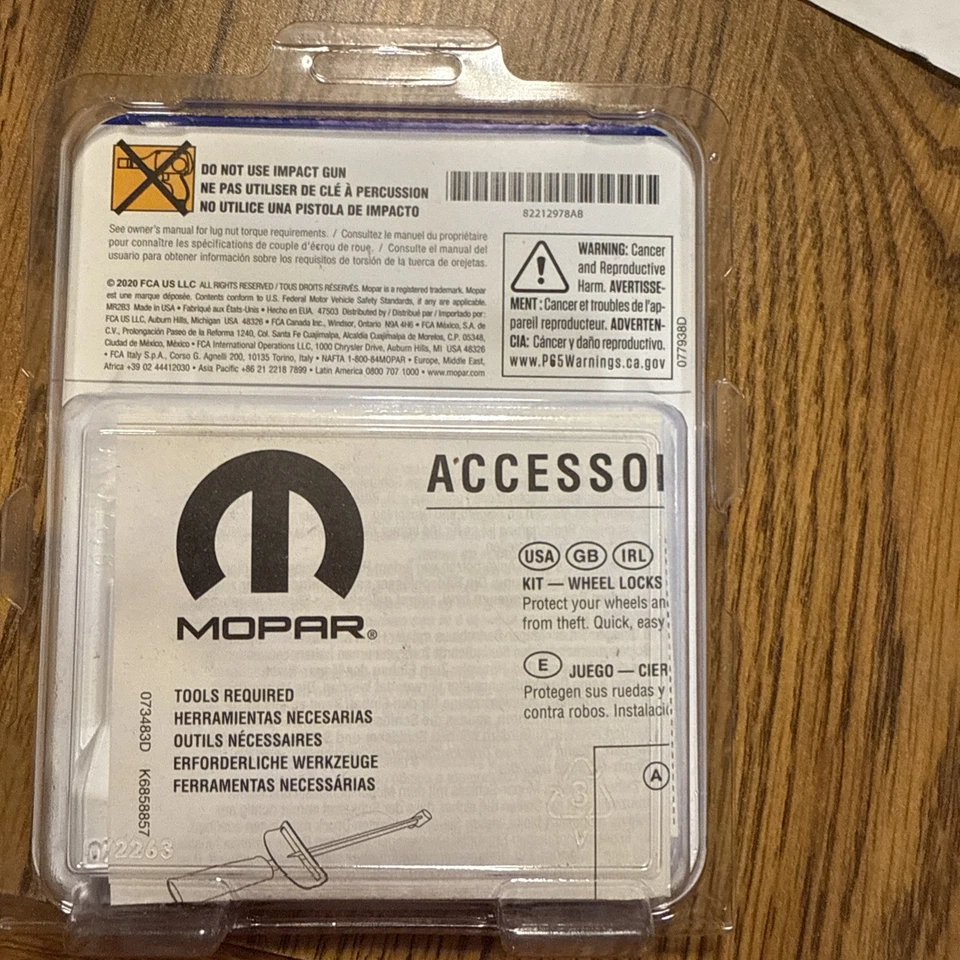 DO NOT USE IMPACT GUN
NE PAS UTILISER DE CLÉ À PERCUSSION
NO UTILICE UNA PISTOLA DE IMPACTO
82212978AB
See owner's manual for lug nut torque requirements. / Consultez le manuel du propriétaire
pour connaître les spécifications de couple d'écrou de roue. / Consulte el manual del
usuario para obtener información sobre los requisitos de torsión de la tuerca de orejetas.
© 2020 FCA US LLC ALL RIGHTS RESERVED / TOUS DROITS RÉSERVÉS. Mopar is a registered trademark, Mopar
est une marque déposée. Contents conform to U.S. Federal Motor Vehicle Safety Standards, if any are applicable.
MR2B3 Made in USA • Fabriqué aux États-Unis • Hecho en EUA, 47503 Distributed by / Distribué par / Importado por:
FCA US LLC, Auburn Hills, Michigan USA 48326 • FCA Canada Inc., Windsor, Ontario N9A 4H6 • FCA México, S.A. de
C.V., Prolongación Paseo de la Reforma 1240, Col. Santa Fe Cuajimalpa, Alcaldía Cuajimalpa de Morelos, C.P. 05348,
Ciudad de México, México • FCA International Operations LLC, 1000 Chrysler Drive, Auburn Hills, MI USA 48326
• FCA Italy S.p.A., Corso G. Agnelli 200, 10135 Torino, Italy • NAFTA 1-800-84MOPAR • Europe, Middle East,
Africa +39 02 44412030 • Asia Pacific +86 21 2218 7899 • Latin America 0800 707 1000 • www.mopar.com
WARNING: Cancer
and Reproductive
Harm. AVERTISSE-
MENT : Cancer et troubles de l'ap-
pareil reproducteur. ADVERTEN-
CIA: Cáncer y daño reproductivo.
www.P65Warnings.ca.gov
077938D
MOPAR®
ACCESSOI
USA GB IRL
KIT — WHEEL LOCKS
Protect your wheels an
from theft. Quick, easy
E JUEGO — CIER
Protegen sus ruedas y
contra robos. Instalaci
TOOLS REQUIRED
HERRAMIENTAS NECESARIAS
OUTILS NÉCESSAIRES
ERFORDERLICHE WERKZEUGE
FERRAMENTAS NECESSÁRIAS
073483D K6858857
A
3
V
2263